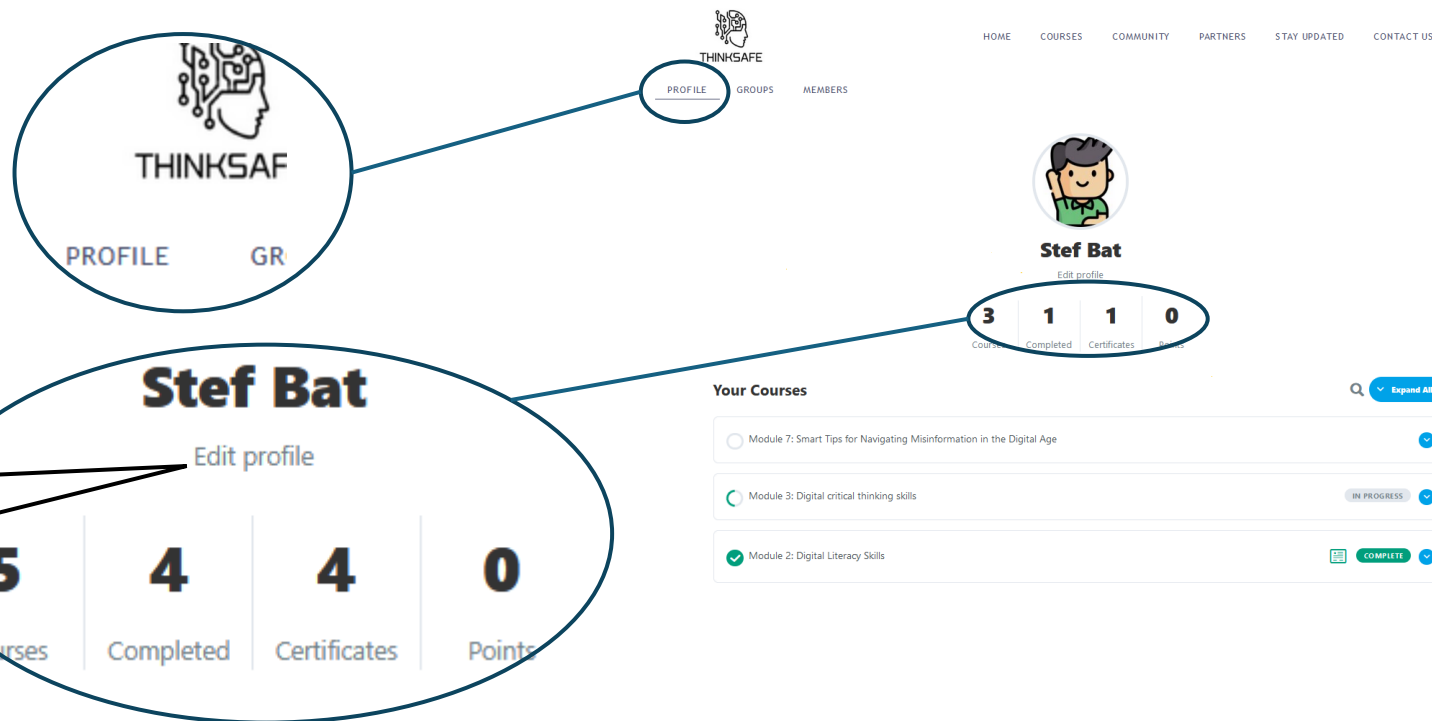 THINKSAF
PROFILE GR
Stef Bat
Edit profile
5 4 4 0
urses Completed Certificates Points
THINKSAFE
HOME COURSES COMMUNITY PARTNERS STAY UPDATED CONTACT US
PROFILE GROUPS MEMBERS
Stef Bat
Edit profile
3 1 1 0
Courses Completed Certificates Points
Your Courses
Expand All
Module 7: Smart Tips for Navigating Misinformation in the Digital Age
Module 3: Digital critical thinking skills
IN PROGRESS
Module 2: Digital Literacy Skills
COMPLETE